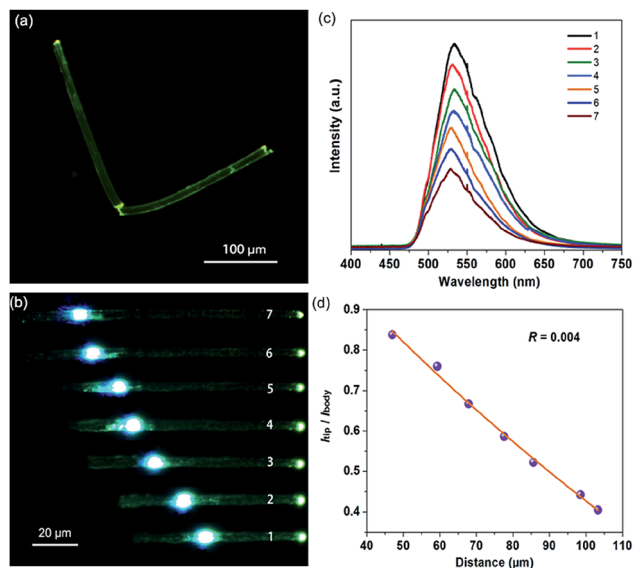 (a)
100 µm
(b)
7
6
5
4
3
2
1
20 µm
(c)
Intensity (a.u.)
1
2
3
4
5
6
7
400 450 500 550 600 650 700 750
Wavelength (nm)
(d)
Itip / Ibody
0.9
0.8
0.7
0.6
0.5
0.4
R = 0.004
40 50 60 70 80 90 100 110
Distance (µm)